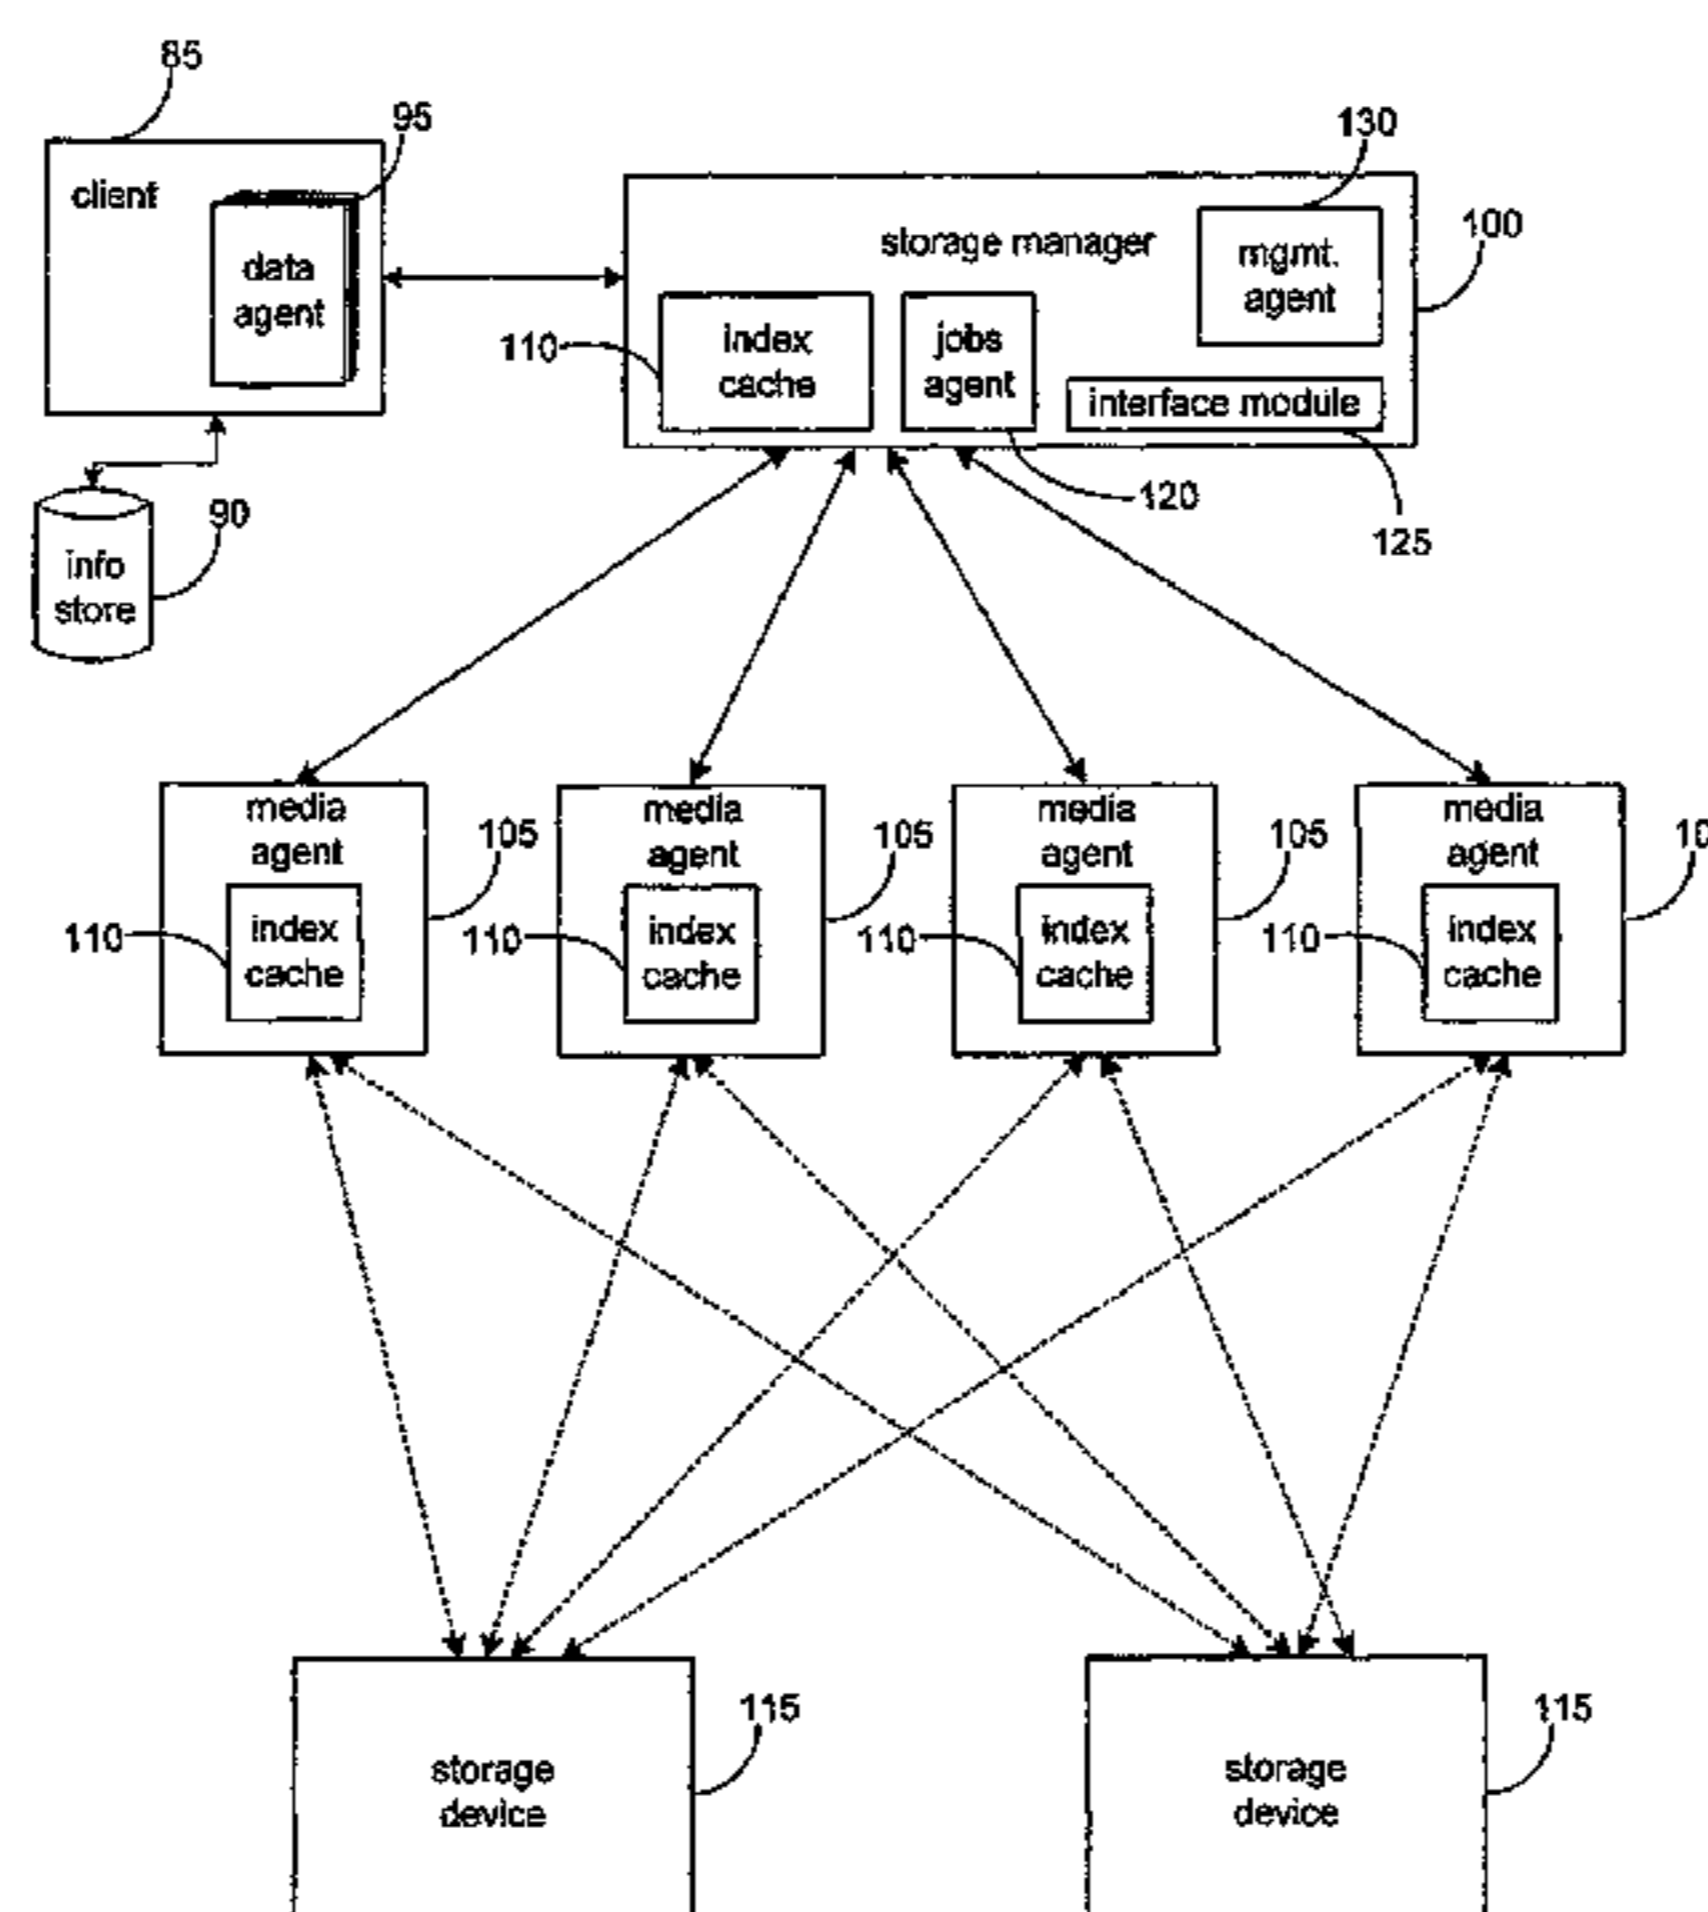 85
95
client
data
agent
130
100
storage manager
mgmt.
agent
110
index
cache
jobs
agent
interface module
120
125
90
info
store
media
agent
105
110
index
cache
media
agent
105
110
index
cache
media
agent
105
110
index
cache
media
agent
10
110
index
cache
115
storage
device
115
storage
device